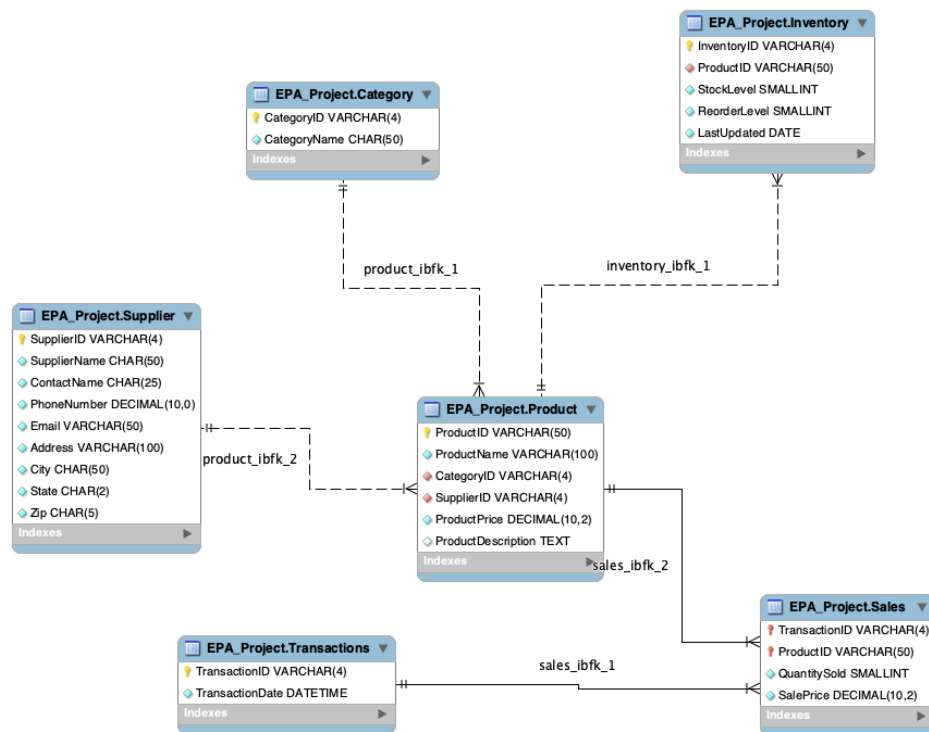 EPA_Project.Inventory
InventoryID VARCHAR(4)
ProductID VARCHAR(50)
StockLevel SMALLINT
ReorderLevel SMALLINT
LastUpdated DATE
Indexes
EPA_Project.Category
CategoryID VARCHAR(4)
CategoryName CHAR(50)
Indexes
product_ibfk_1
inventory_ibfk_1
EPA_Project.Supplier
SupplierID VARCHAR(4)
SupplierName CHAR(50)
ContactName CHAR(25)
PhoneNumber DECIMAL(10,0)
Email VARCHAR(50)
Address VARCHAR(100)
City CHAR(50)
State CHAR(2)
Zip CHAR(5)
Indexes
product_ibfk_2
EPA_Project.Product
ProductID VARCHAR(50)
ProductName VARCHAR(100)
CategoryID VARCHAR(4)
SupplierID VARCHAR(4)
ProductPrice DECIMAL(10,2)
ProductDescription TEXT
Indexes
sales_ibfk_2
EPA_Project.Sales
TransactionID VARCHAR(4)
ProductID VARCHAR(50)
QuantitySold SMALLINT
SalePrice DECIMAL(10,2)
Indexes
EPA_Project.Transactions
TransactionID VARCHAR(4)
TransactionDate DATETIME
Indexes
sales_ibfk_1